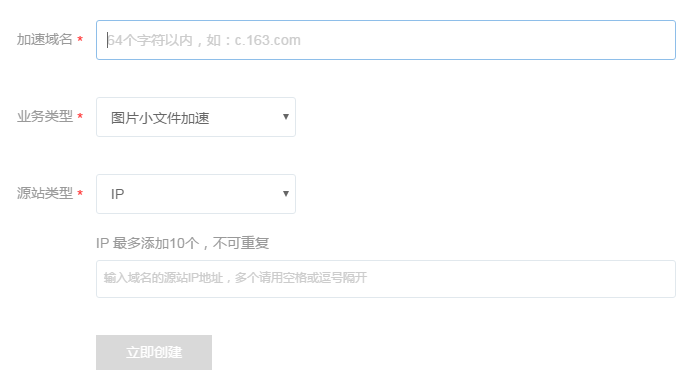 加速域名 * 64个字符以内，如：c.163.com
业务类型 * 图片小文件加速
源站类型 * IP
IP 最多添加10个，不可重复
输入域名的源站IP地址，多个请用空格或逗号隔开
立即创建